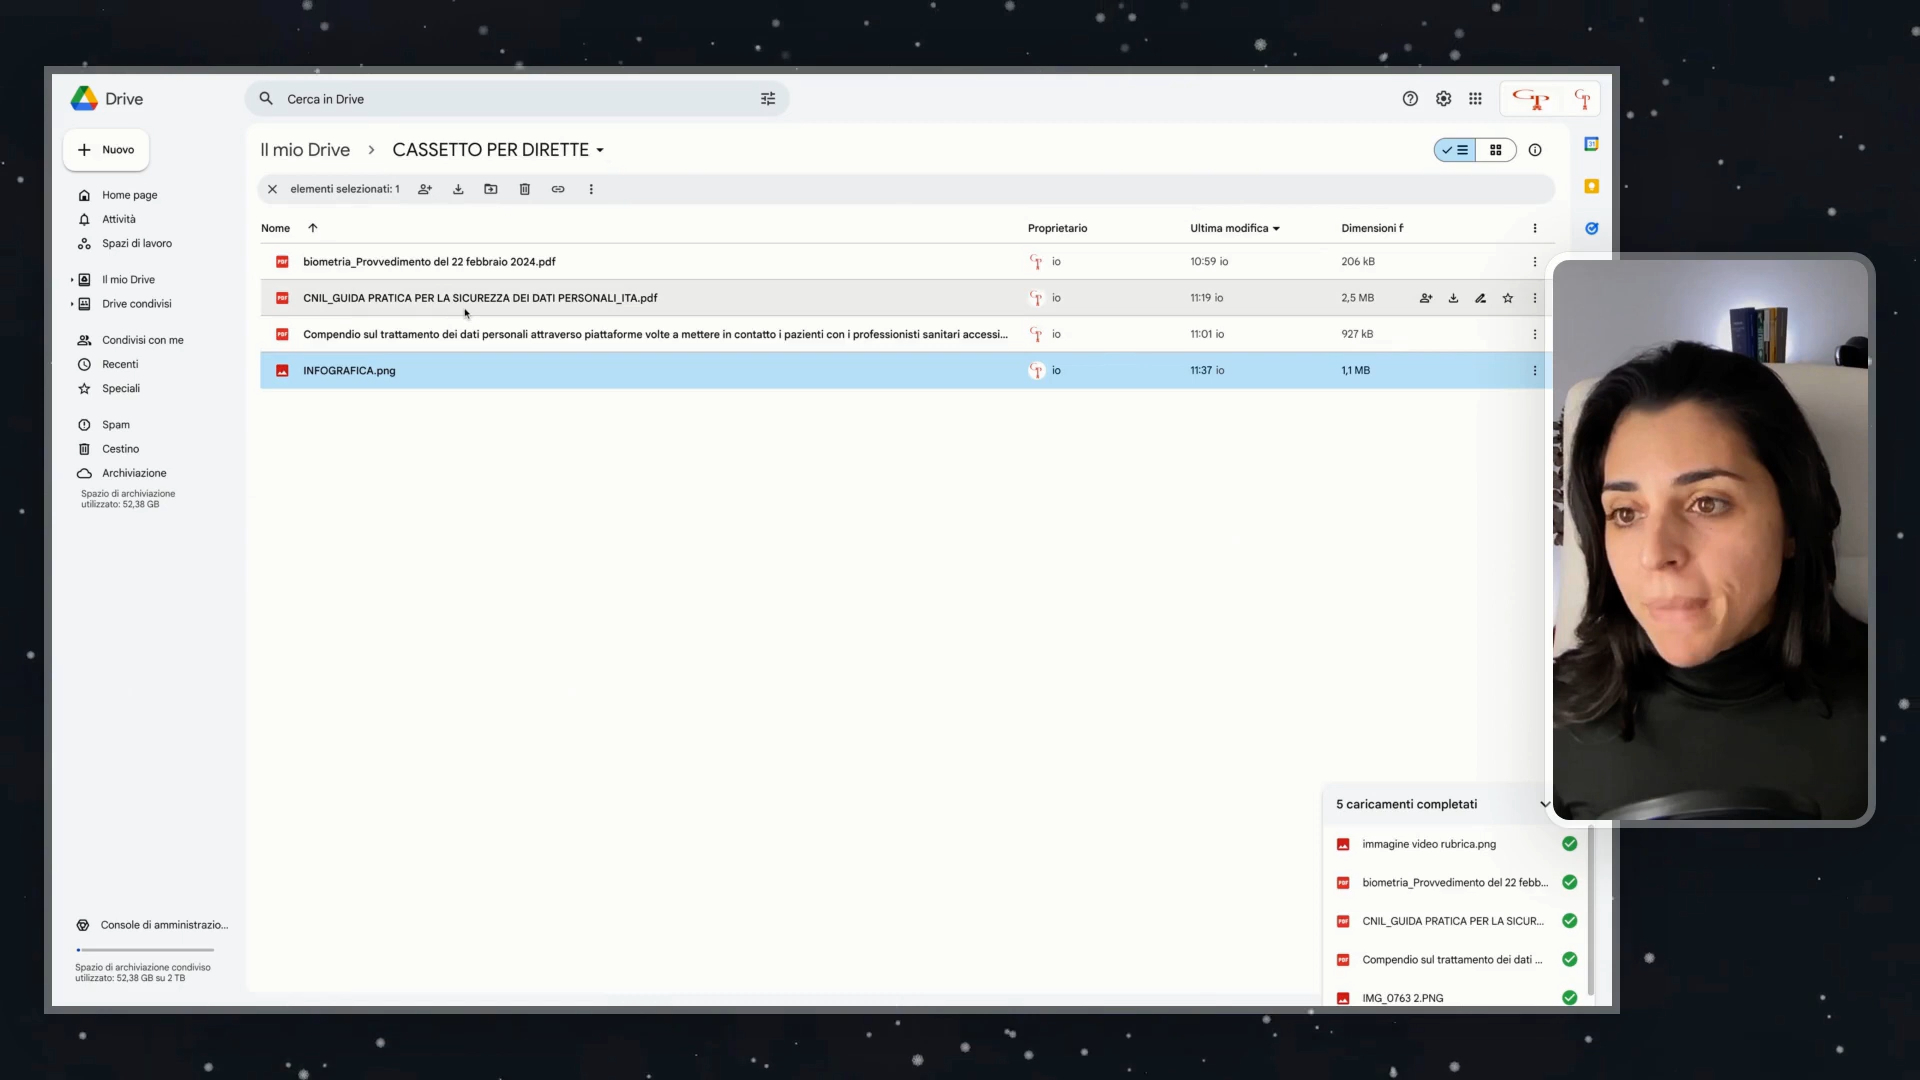 Drive
Cerca in Drive
Nuovo
Il mio Drive > CASSETTO PER DIRETTE
elementi selezionati: 1
Home page
Attività
Spazi di lavoro
Il mio Drive
Drive condivisi
Condivisi con me
Recenti
Speciali
Spam
Cestino
Archiviazione
Spazio di archiviazione
utilizzato: 52,38 GB
Console di amministrazio...
Spazio di archiviazione condiviso
utilizzato: 52,38 GB su 2 TB
Nome Proprietario Ultima modifica Dimensioni f
biometria_Provvedimento del 22 febbraio 2024.pdf io 10:59 io 206 kB
CNIL_GUIDA PRATICA PER LA SICUREZZA DEI DATI PERSONALI_ITA.pdf io 11:19 io 2,5 MB
Compendio sul trattamento dei dati personali attraverso piattaforme volte a mettere in contatto i pazienti con i professionisti sanitari accessi... io 11:01 io 927 kB
INFOGRAFICA.png io 11:37 io 1,1 MB
5 caricamenti completati
immagine video rubrica.png
biometria_Provvedimento del 22 febb...
CNIL_GUIDA PRATICA PER LA SICUR...
Compendio sul trattamento dei dati ...
IMG_0763 2.PNG